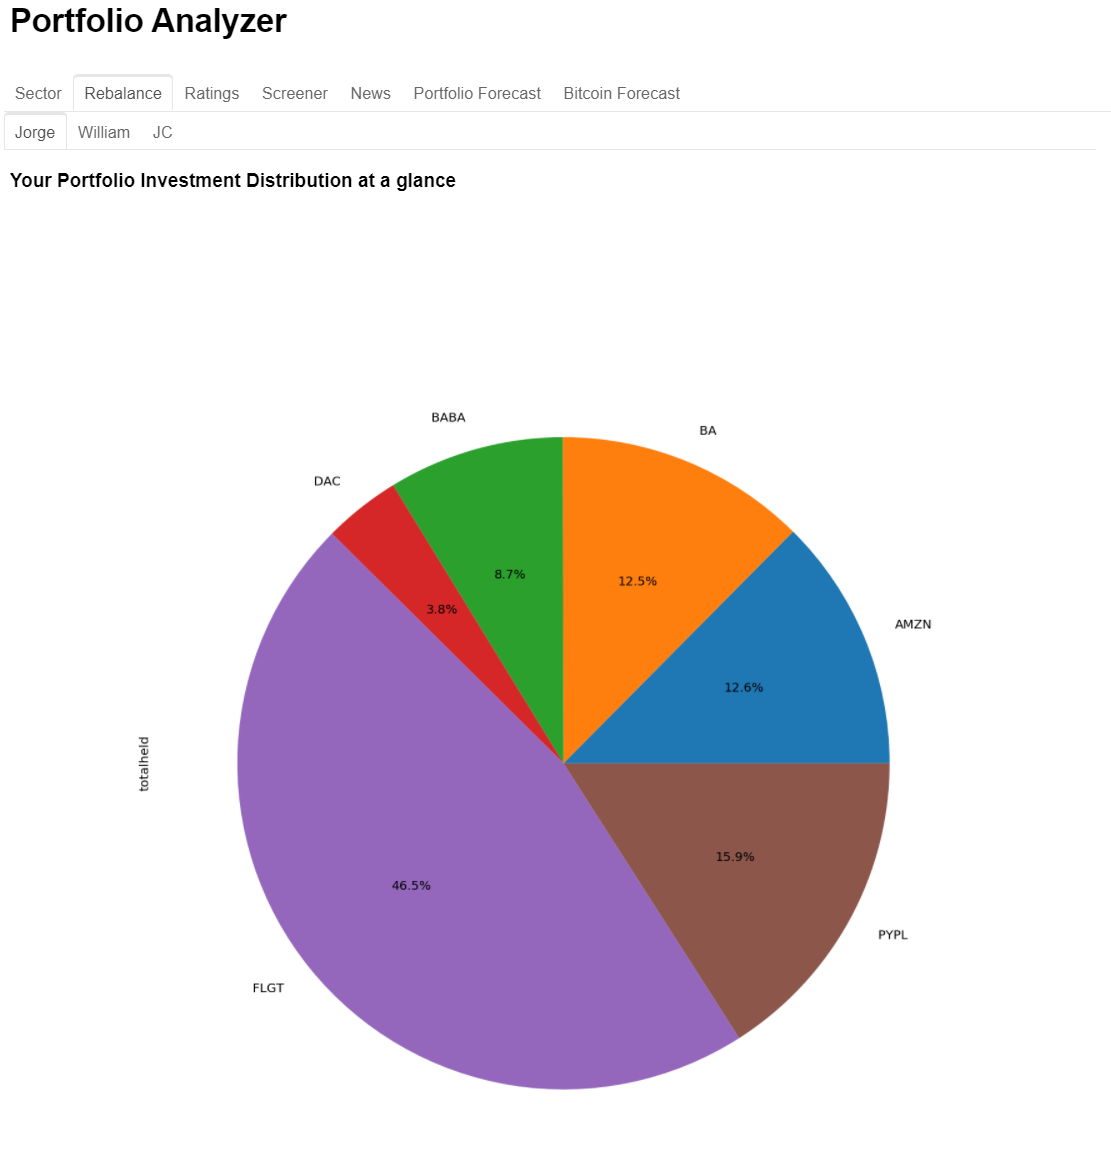 Portfolio Analyzer
Sector Rebalance Ratings Screener News Portfolio Forecast Bitcoin Forecast
Jorge William JC
Your Portfolio Investment Distribution at a glance
BABA
BA
DAC
8.7%
12.5%
3.8%
AMZN
12.6%
totalheld
15.9%
46.5%
PYPL
FLGT